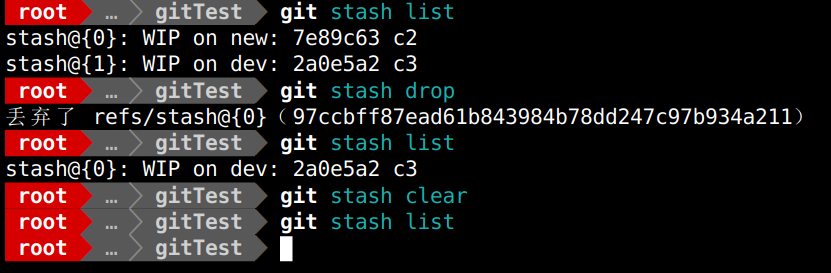 root … gitTest git stash list
stash@{0}: WIP on new: 7e89c63 c2
stash@{1}: WIP on dev: 2a0e5a2 c3
root … gitTest git stash drop
丢弃了 refs/stash@{0}（97ccbff87ead61b843984b78dd247c97b934a211）
root … gitTest git stash list
stash@{0}: WIP on dev: 2a0e5a2 c3
root … gitTest git stash clear
root … gitTest git stash list
root … gitTest